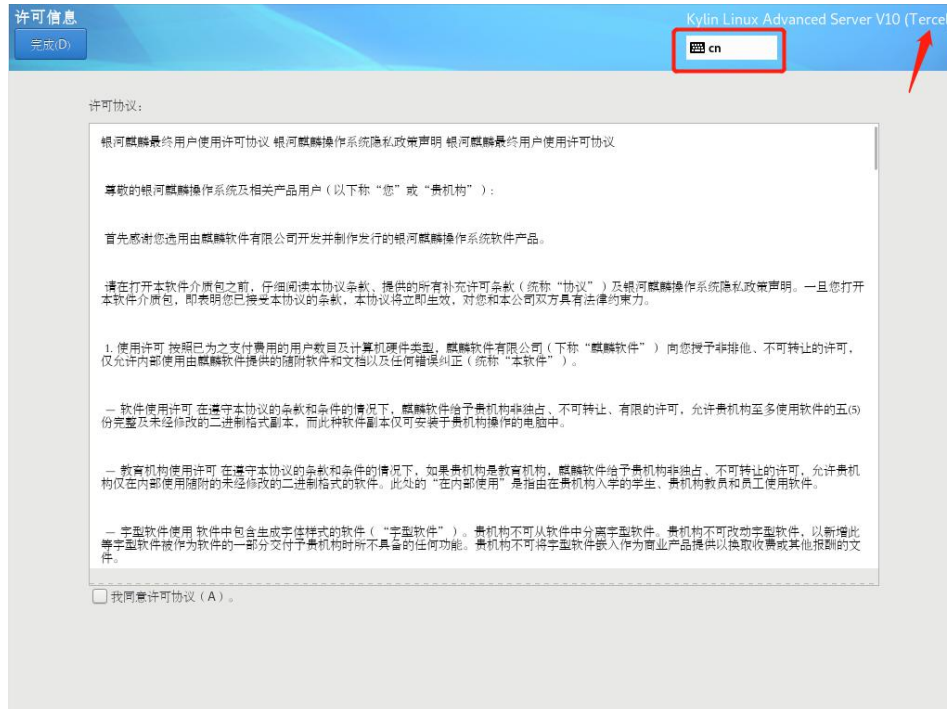 许可信息
Kylin Linux Advanced Server V10 (Tercel
完成(D)
cn
许可协议：
银河麒麟最终用户使用许可协议 银河麒麟操作系统隐私政策声明 银河麒麟最终用户使用许可协议
尊敬的银河麒麟操作系统及相关产品用户（以下称“您”或“贵机构”）：
首先感谢您选用由麒麟软件有限公司开发并制作发行的银河麒麟操作系统软件产品。
请在打开本软件介质包之前，仔细阅读本协议条款、提供的所有补充许可条款（统称“协议”）及银河麒麟操作系统隐私政策声明。一旦您打开
本软件介质包，即表明您已接受本协议的条款，本协议将立即生效，对您和本公司双方具有法律约束力。
1. 使用许可 按照已为之支付费用的用户数目及计算机硬件类型，麒麟软件有限公司（下称“麒麟软件”） 向您授予非排他、不可转让的许可，
仅允许内部使用由麒麟软件提供的随附软件和文档以及任何错误纠正（统称“本软件”）。
— 软件使用许可 在遵守本协议的条款和条件的情况下，麒麟软件给予贵机构非独占、不可转让、有限的许可，允许贵机构至多使用软件的五(5)
份完整及未经修改的二进制格式副本，而此种软件副本仅可安装于贵机构操作的电脑中。
— 教育机构使用许可 在遵守本协议的条款和条件的情况下，如果贵机构是教育机构，麒麟软件给予贵机构非独占、不可转让的许可，允许贵机
构仅在内部使用随附的未经修改的二进制格式的软件。此处的“在内部使用”是指由在贵机构入学的学生、贵机构教员和员工使用软件。
— 字型软件使用 软件中包含生成字体样式的软件（“字型软件”）。贵机构不可从软件中分离字型软件。贵机构不可改动字型软件，以新增此
等字型软件被作为软件的一部分交付予贵机构时所不具备的任何功能。贵机构不可将字型软件嵌入作为商业产品提供以换取收费或其他报酬的文
件。
我同意许可协议（A）。